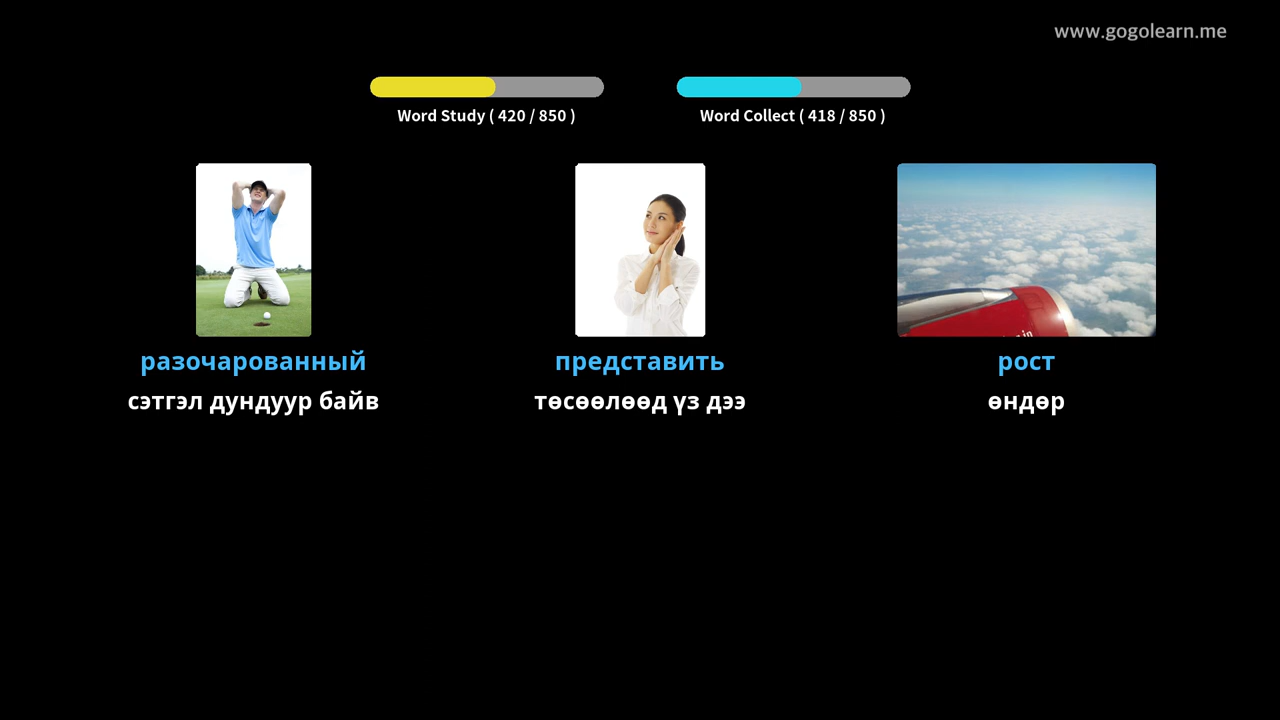 www.gogolearn.me
Word Study ( 420 / 850 )
Word Collect ( 418 / 850 )
разочарованный
сэтгэл дундуур байв
представить
төсөөлөөд үз дээ
рост
өндөр